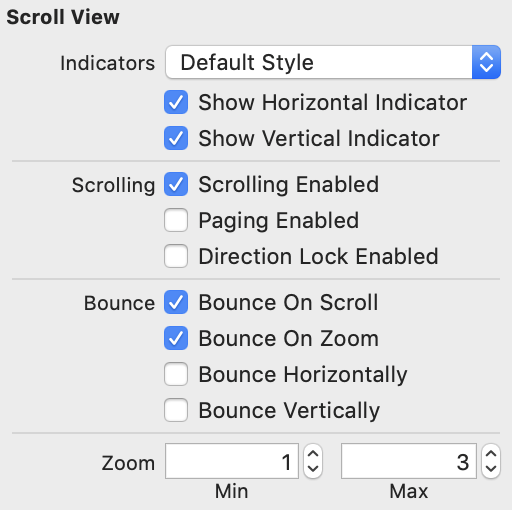 Scroll View
Indicators Default Style
Show Horizontal Indicator
Show Vertical Indicator
Scrolling Scrolling Enabled
Paging Enabled
Direction Lock Enabled
Bounce Bounce On Scroll
Bounce On Zoom
Bounce Horizontally
Bounce Vertically
Zoom 1 3
Min Max